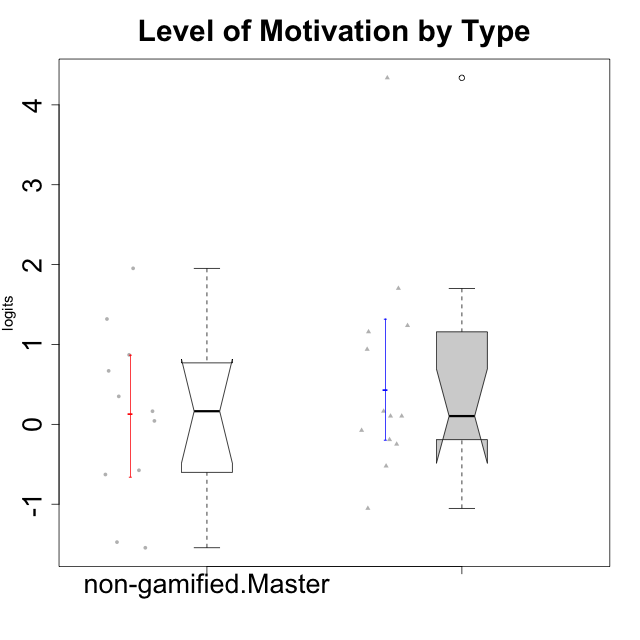 Level of Motivation by Type
logits
4
3
2
1
0
-1
non-gamified.Master